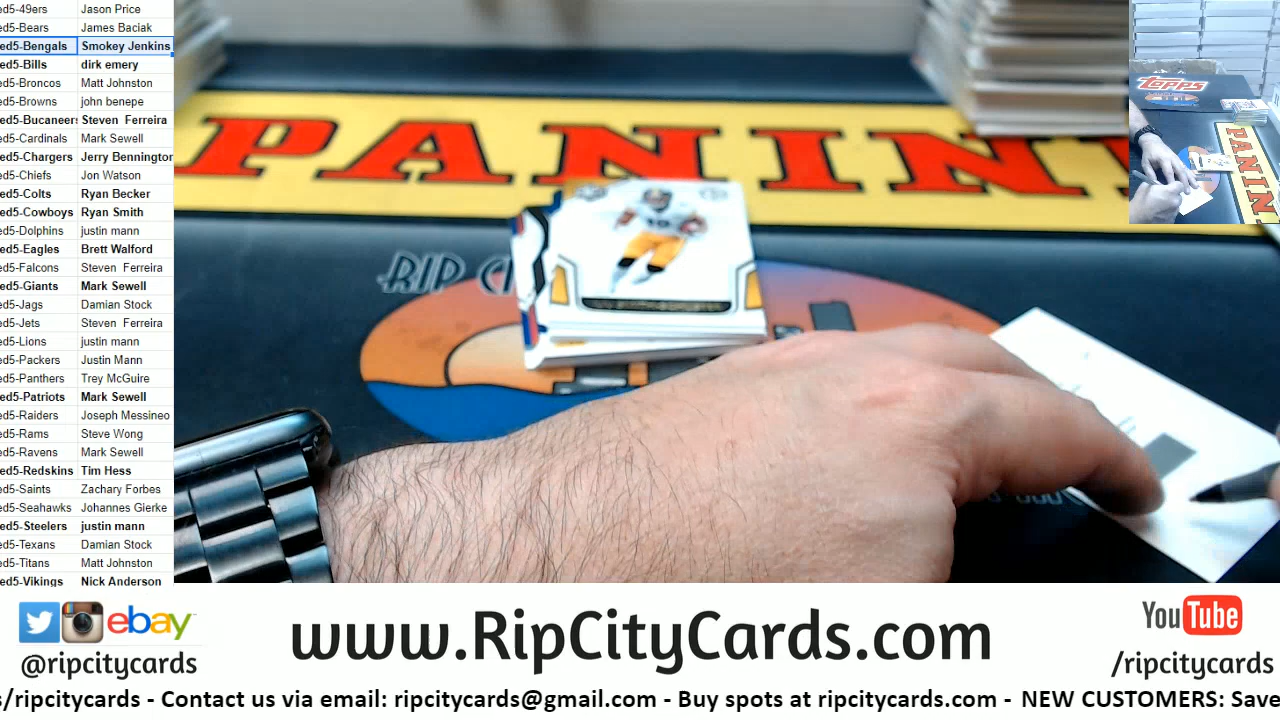 ed5-49ers Jason Price
ed5-Bears James Baciak
ed5-Bengals Smokey Jenkins
ed5-Bills dirk emery
ed5-Broncos Matt Johnston
ed5-Browns john benepe
ed5-Bucaneers Steven Ferreira
ed5-Cardinals Mark Sewell
ed5-Chargers Jerry Bennington
ed5-Chiefs Jon Watson
ed5-Colts Ryan Becker
ed5-Cowboys Ryan Smith
ed5-Dolphins justin mann
ed5-Eagles Brett Walford
ed5-Falcons Steven Ferreira
ed5-Giants Mark Sewell
ed5-Jags Damian Stock
ed5-Jets Steven Ferreira
ed5-Lions justin mann
ed5-Packers Justin Mann
ed5-Panthers Trey McGuire
ed5-Patriots Mark Sewell
ed5-Raiders Joseph Messineo
ed5-Rams Steve Wong
ed5-Ravens Mark Sewell
ed5-Redskins Tim Hess
ed5-Saints Zachary Forbes
ed5-Seahawks Johannes Gierke
ed5-Steelers justin mann
ed5-Texans Damian Stock
ed5-Titans Matt Johnston
ed5-Vikings Nick Anderson
PANINI
RIP CI
Topps
PANINI
ebay
@ripcitycards
www.RipCityCards.com
YouTube
/ripcitycards
s/ripcitycards - Contact us via email: ripcitycards@gmail.com - Buy spots at ripcitycards.com - NEW CUSTOMERS: Save